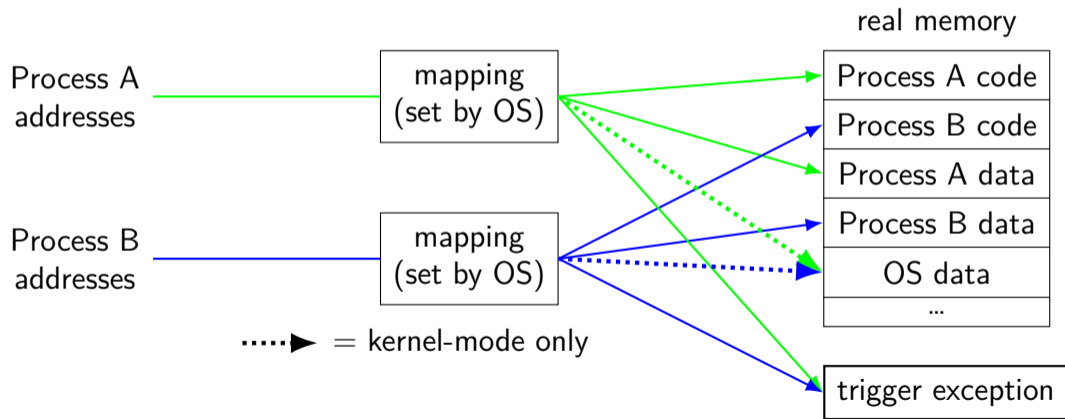 real memory
Process A
addresses
mapping
(set by OS)
Process A code
Process B code
Process A data
Process B
addresses
mapping
(set by OS)
Process B data
OS data
...
= kernel-mode only
trigger exception